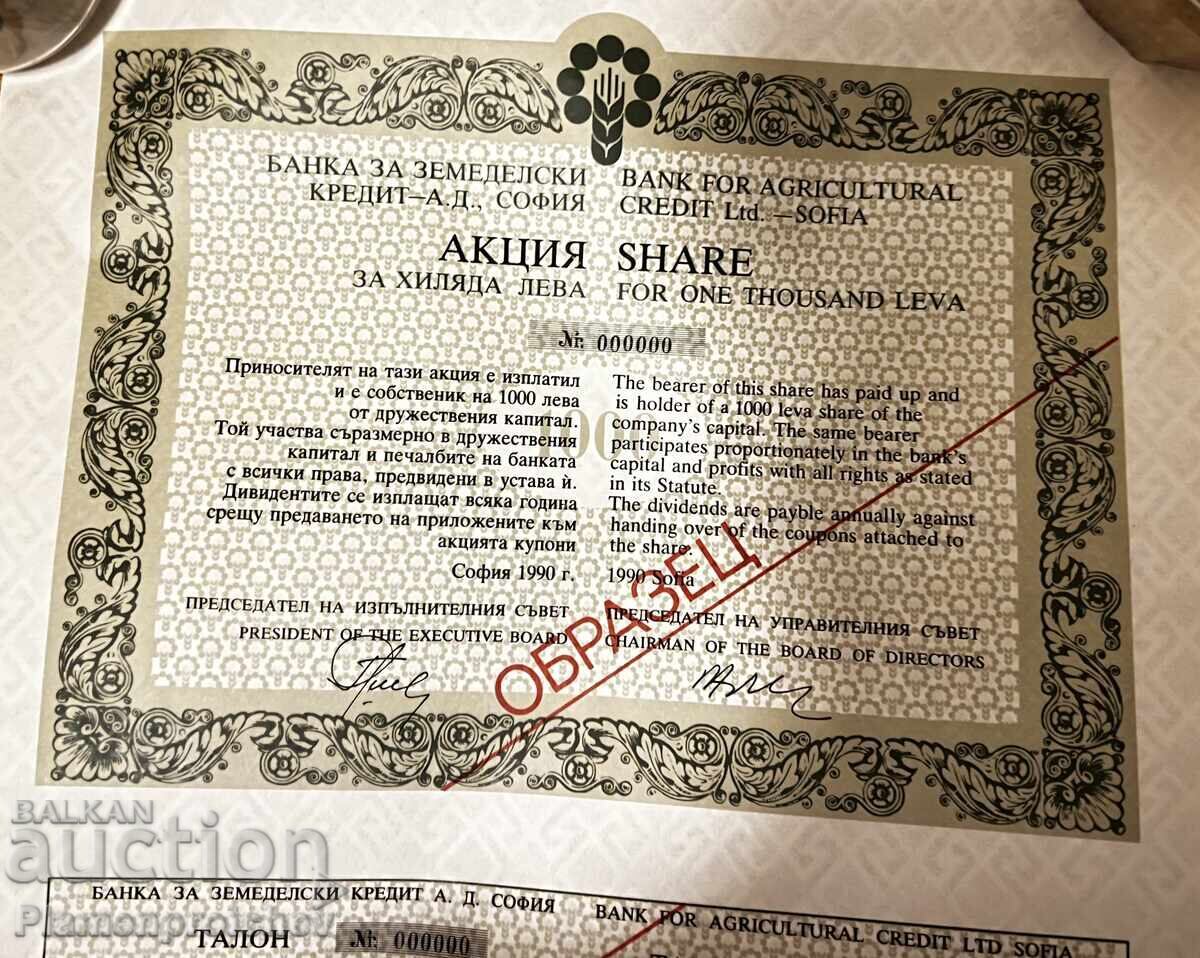 БАНКА ЗА ЗЕМЕДЕЛСКИ
КРЕДИТ–А.Д., СОФИЯ
BANK FOR AGRICULTURAL
CREDIT Ltd. –SOFIA
АКЦИЯ
ЗА ХИЛЯДА ЛЕВА
SHARE
FOR ONE THOUSAND LEVA
№ 000000
Приносителят на тази акция е изплатил
и е собственик на 1000 лева
от дружествения капитал.
Той участва съразмерно в дружествения
капитал и печалбите на банката
с всички права, предвидени в устава ѝ.
Дивидентите се изплащат всяка година
срещу предаването на приложените към
акцията купони
София 1990 г.
The bearer of this share has paid up and
is holder of a 1000 leva share of the
company's capital. The same bearer
participates proportionately in the bank's
capital and profits with all rights as stated
in its Statute.
The dividends are payble annually against
handing over of the coupons attached to
the share.
1990 Sofia
ПРЕДСЕДАТЕЛ НА ИЗПЪЛНИТЕЛНИЯ СЪВЕТ
PRESIDENT OF THE EXECUTIVE BOARD
ПРЕДСЕДАТЕЛ НА УПРАВИТЕЛНИЯ СЪВЕТ
CHAIRMAN OF THE BOARD OF DIRECTORS
ОБРАЗЕЦ
BALKAN
auction
Plamenprotchov
БАНКА ЗА ЗЕМЕДЕЛСКИ КРЕДИТ А. Д. СОФИЯ
BANK FOR AGRICULTURAL CREDIT LTD SOFIA
ТАЛОН № 000000